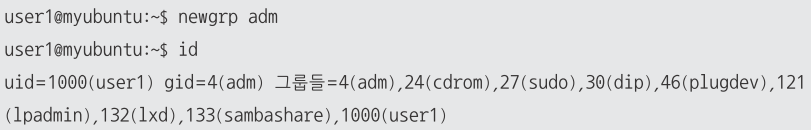 user1@myubuntu:~$ newgrp adm
user1@myubuntu:~$ id
uid=1000(user1) gid=4(adm) 그룹들=4(adm),24(cdrom),27(sudo),30(dip),46(plugdev),121
(lpadmin),132(lxd),133(sambashare),1000(user1)